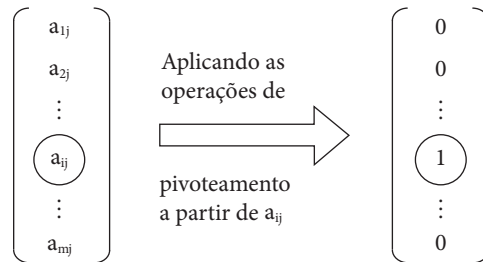 a1j
a2j
⋮
aij
⋮
amj
Aplicando as
operações de
pivoteamento
a partir de aij
0
0
⋮
1
⋮
0